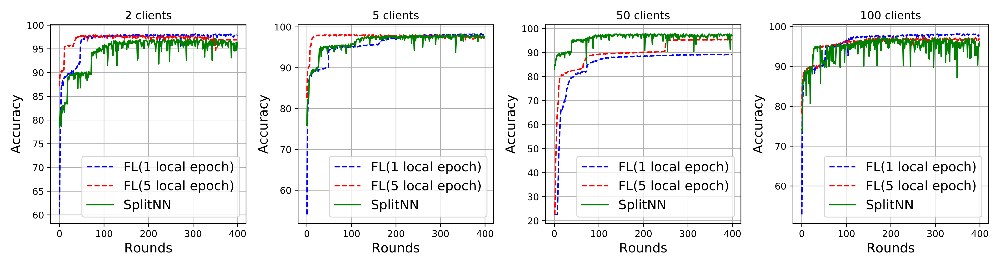 2 clients
100
95
90
85
80
75
70
65
60
Accuracy
0 100 200 300 400
Rounds
FL(1 local epoch)
FL(5 local epoch)
SplitNN
5 clients
100
90
80
70
60
Accuracy
0 100 200 300 400
Rounds
FL(1 local epoch)
FL(5 local epoch)
SplitNN
50 clients
100
90
80
70
60
50
40
30
20
Accuracy
0 100 200 300 400
Rounds
FL(1 local epoch)
FL(5 local epoch)
SplitNN
100 clients
100
90
80
70
60
Accuracy
0 100 200 300 400
Rounds
FL(1 local epoch)
FL(5 local epoch)
SplitNN